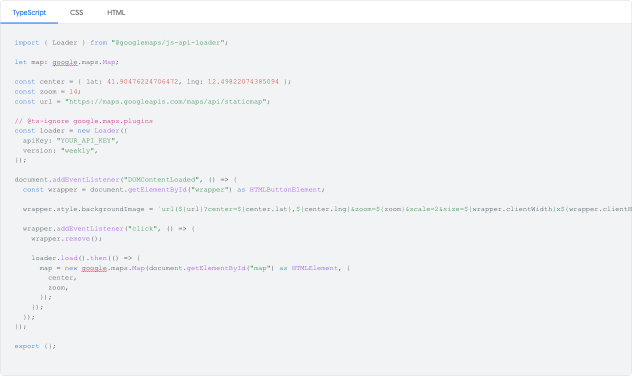 TypeScript CSS HTML
import { Loader } from "@googlemaps/js-api-loader";
let map: google.maps.Map;
const center = { lat: 41.90476224706472, lng: 12.49822074385094 };
const zoom = 14;
const url = "https://maps.googleapis.com/maps/api/staticmap";
// @ts-ignore google.maps.plugins
const loader = new Loader({
apiKey: "YOUR_API_KEY",
version: "weekly",
});
document.addEventListener("DOMContentLoaded", () => {
const wrapper = document.getElementById("wrapper") as HTMLButtonElement;
wrapper.style.backgroundImage = `url(${url}?center=${center.lat},${center.lng}&zoom=${zoom}&scale=2&size=${wrapper.clientWidth}x${wrapper.clientH
wrapper.addEventListener("click", () => {
wrapper.remove();
loader.load().then(() => {
map = new google.maps.Map(document.getElementById("map") as HTMLElement, {
center,
zoom,
});
});
});
});
export {};